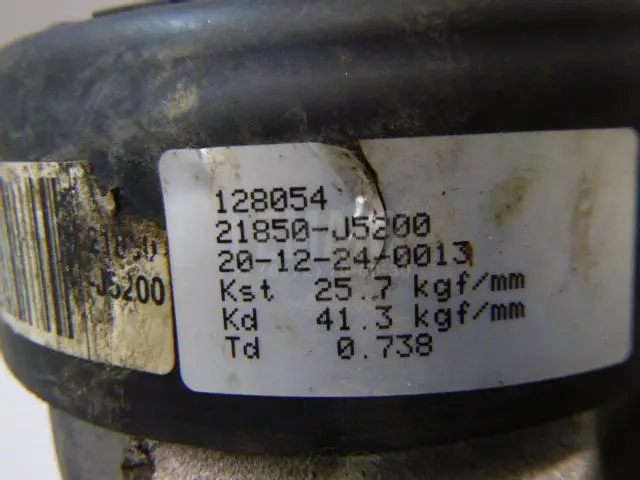 128054
21850-J5200
20-12-24-0013
Kst 25.7 kgf/mm
Kd 41.3 kgf/mm
Td 0.738
-J5200